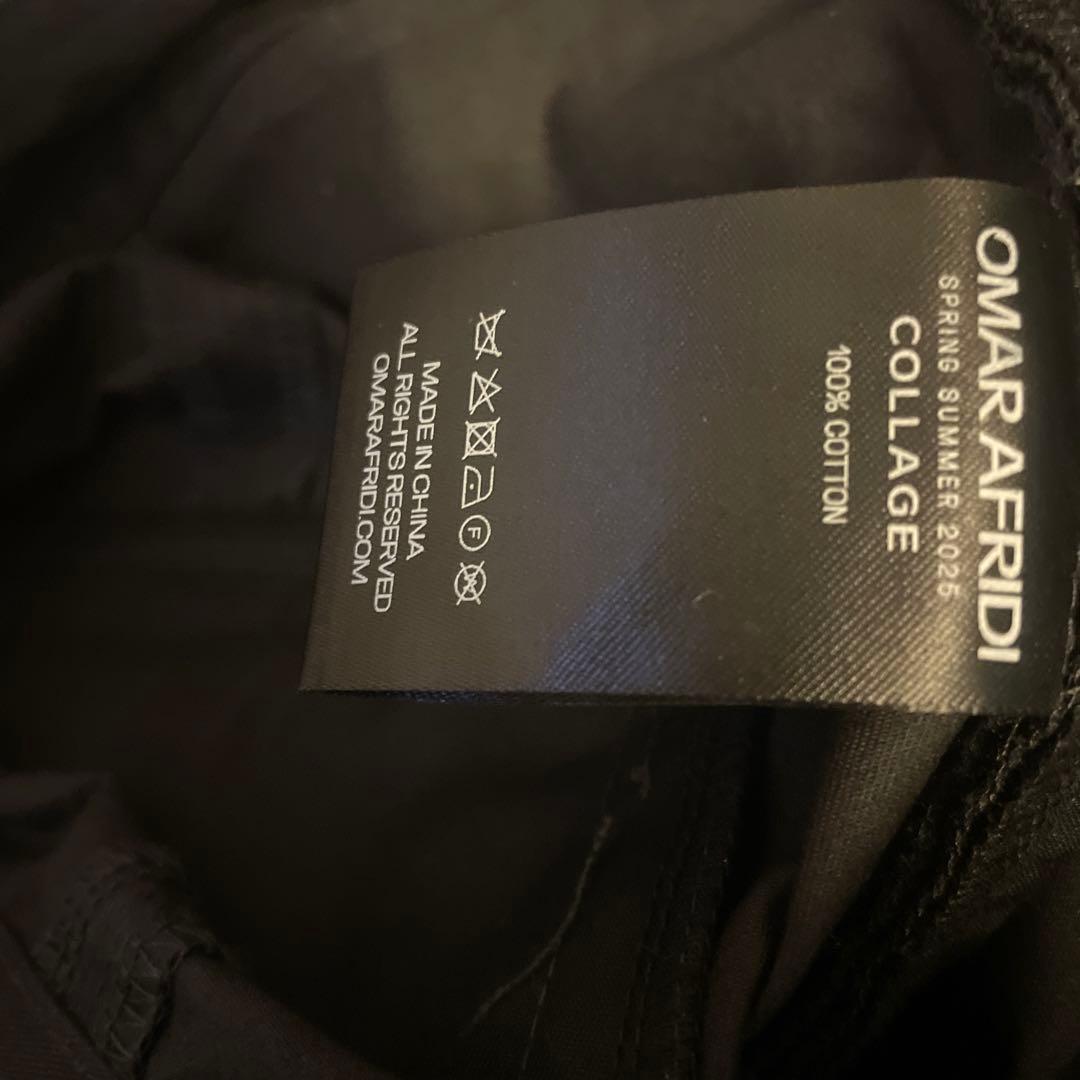 OMAR AFRIDI
SPRING SUMMER 2025
COLLAGE
100% COTTON
F
W
MADE IN CHINA
ALL RIGHTS RESERVED
OMARAFRIDI.COM